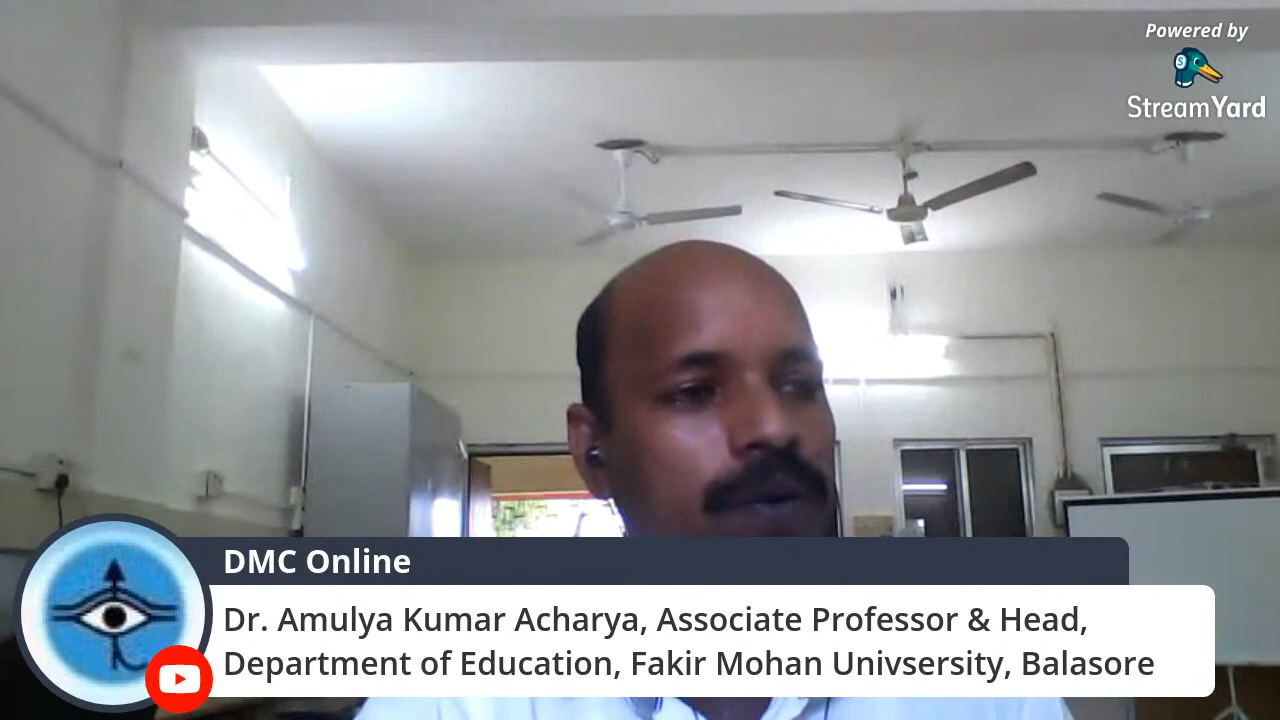 Powered by
StreamYard
DMC Online
Dr. Amulya Kumar Acharya, Associate Professor & Head,
Department of Education, Fakir Mohan Univsersity, Balasore